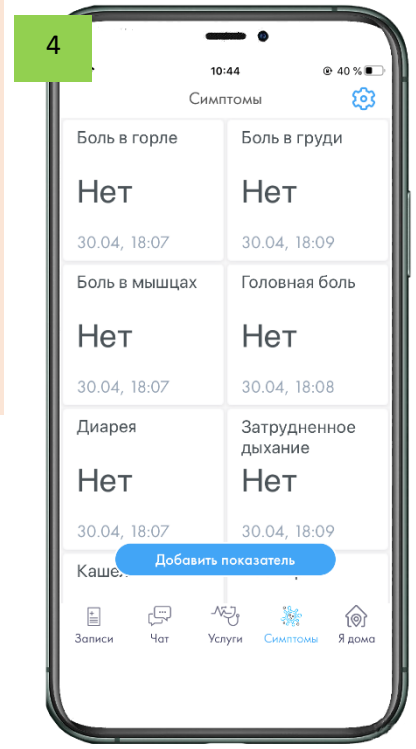 4
10:44
40 %
Симптомы
Боль в горле
Боль в груди
Нет
Нет
30.04, 18:07
30.04, 18:09
Боль в мышцах
Головная боль
Нет
Нет
30.04, 18:07
30.04, 18:08
Диарея
Затрудненное
дыхание
Нет
Нет
30.04, 18:07
30.04, 18:09
Добавить показатель
Записи
Чат
Услуги
Симптомы
Я дома